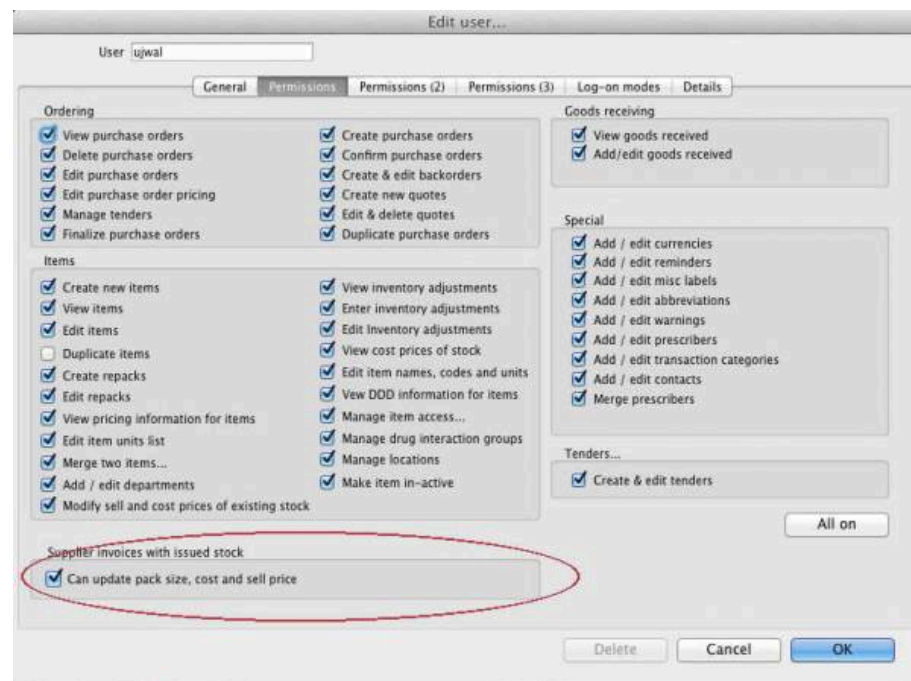 Edit user...
User ujwal
General Permissions Permissions (2) Permissions (3) Log-on modes Details
Ordering
View purchase orders
Delete purchase orders
Edit purchase orders
Edit purchase order pricing
Manage tenders
Finalize purchase orders
Create purchase orders
Confirm purchase orders
Create & edit backorders
Create new quotes
Edit & delete quotes
Duplicate purchase orders
Items
Create new items
View items
Edit items
Duplicate items
Create repacks
Edit repacks
View pricing information for items
Edit item units list
Merge two items...
Add / edit departments
Modify sell and cost prices of existing stock
View inventory adjustments
Enter inventory adjustments
Edit Inventory adjustments
View cost prices of stock
Edit item names, codes and units
Vew DDD information for items
Manage item access...
Manage drug interaction groups
Manage locations
Make item in-active
Supplier invoices with issued stock
Can update pack size, cost and sell price
Goods receiving
View goods received
Add/edit goods received
Special
Add / edit currencies
Add / edit reminders
Add / edit misc labels
Add / edit abbreviations
Add / edit warnings
Add / edit prescribers
Add / edit transaction categories
Add / edit contacts
Merge prescribers
Tenders...
Create & edit tenders
All on
Delete Cancel OK